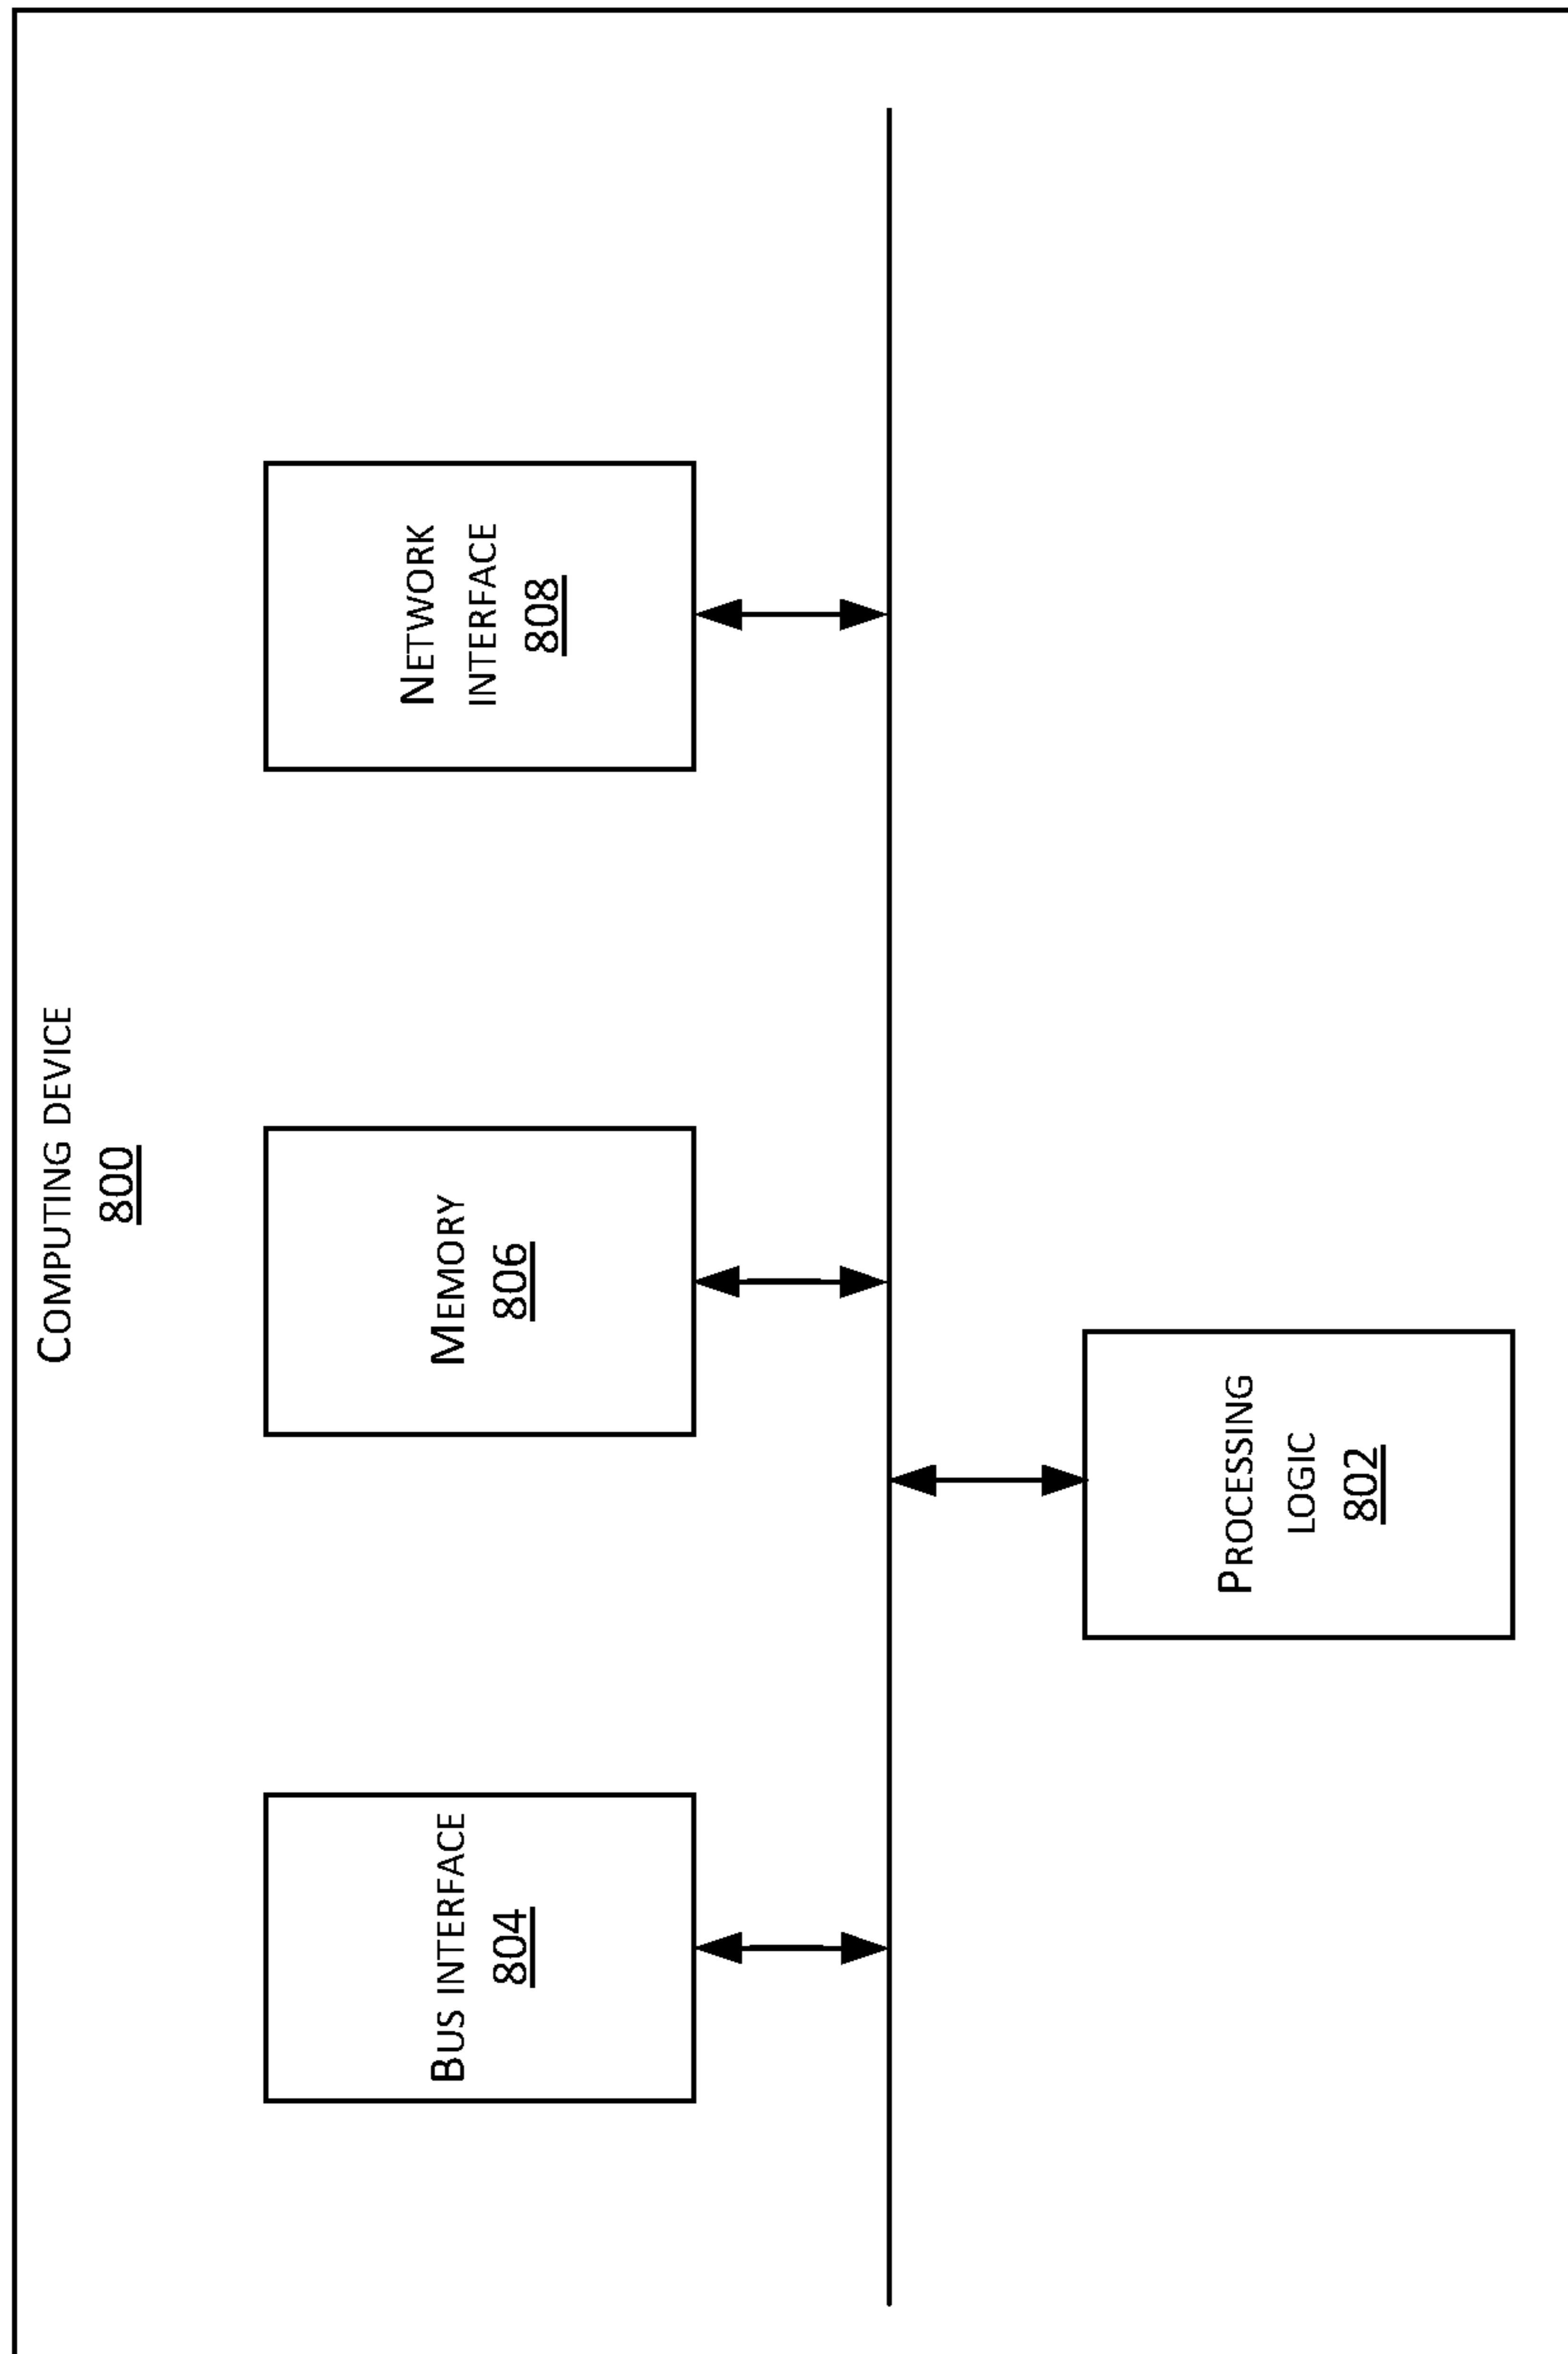 COMPUTING DEVICE
800
BUS INTERFACE
804
MEMORY
806
NETWORK
INTERFACE
808
PROCESSING
LOGIC
802